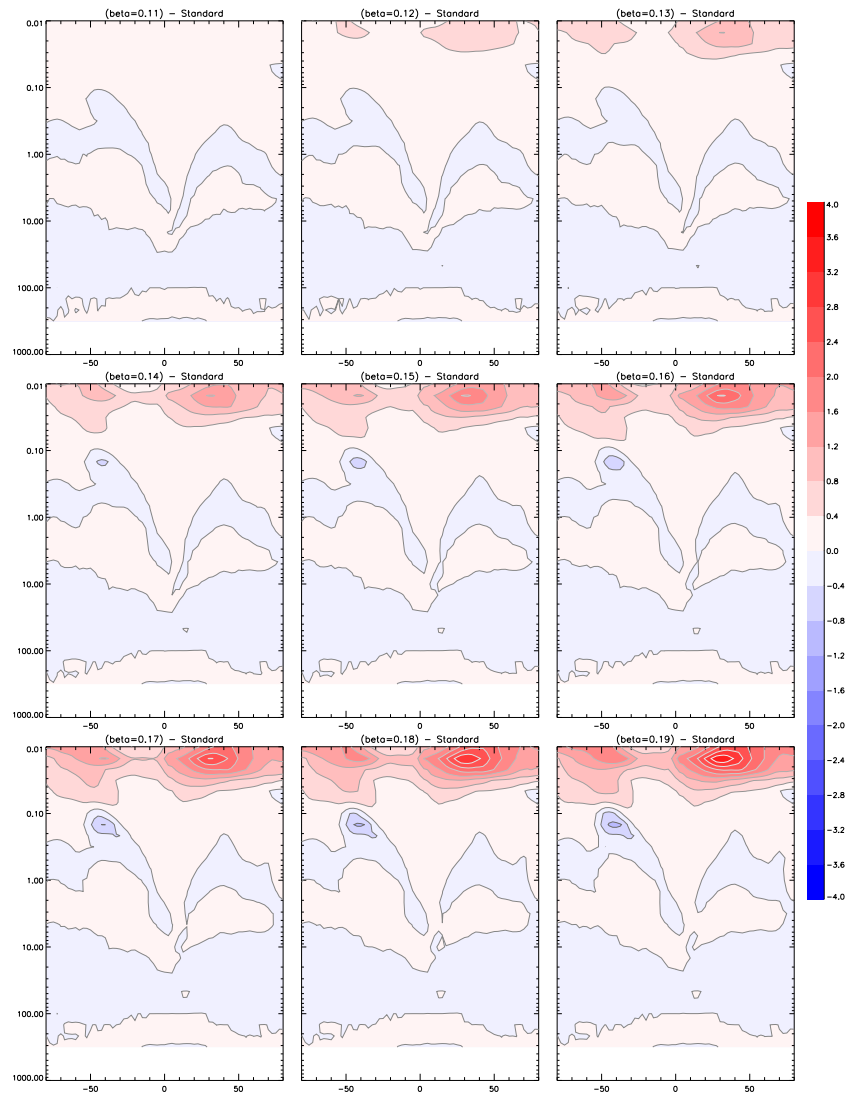 (beta=0.11) - Standard
(beta=0.12) - Standard
(beta=0.13) - Standard
0.01
0.10
1.00
10.00
100.00
1000.00
-50 0 50
-50 0 50
-50 0 50
(beta=0.14) - Standard
(beta=0.15) - Standard
(beta=0.16) - Standard
0.01
0.10
1.00
10.00
100.00
1000.00
-50 0 50
-50 0 50
-50 0 50
(beta=0.17) - Standard
(beta=0.18) - Standard
(beta=0.19) - Standard
0.01
0.10
1.00
10.00
100.00
1000.00
-50 0 50
-50 0 50
-50 0 50
4.0
3.6
3.2
2.8
2.4
2.0
1.6
1.2
0.8
0.4
0.0
-0.4
-0.8
-1.2
-1.6
-2.0
-2.4
-2.8
-3.2
-3.6
-4.0